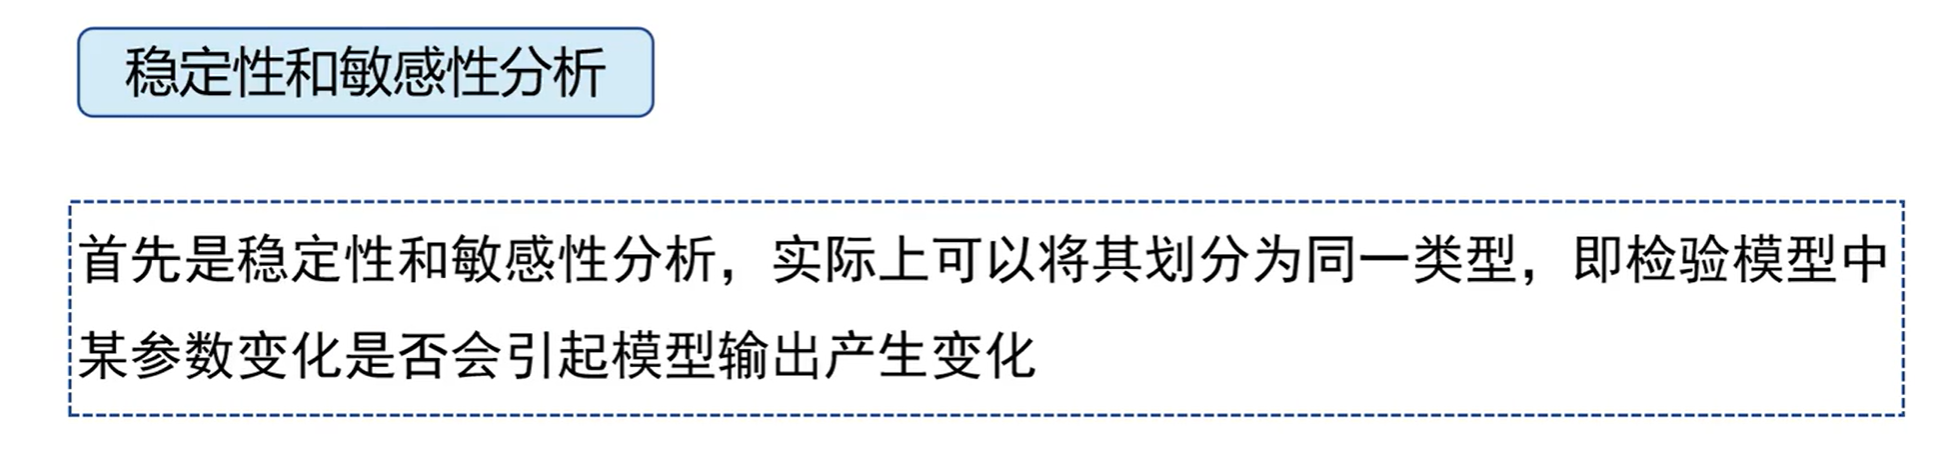 稳定性和敏感性分析
首先是稳定性和敏感性分析，实际上可以将其划分为同一类型，即检验模型中
某参数变化是否会引起模型输出产生变化